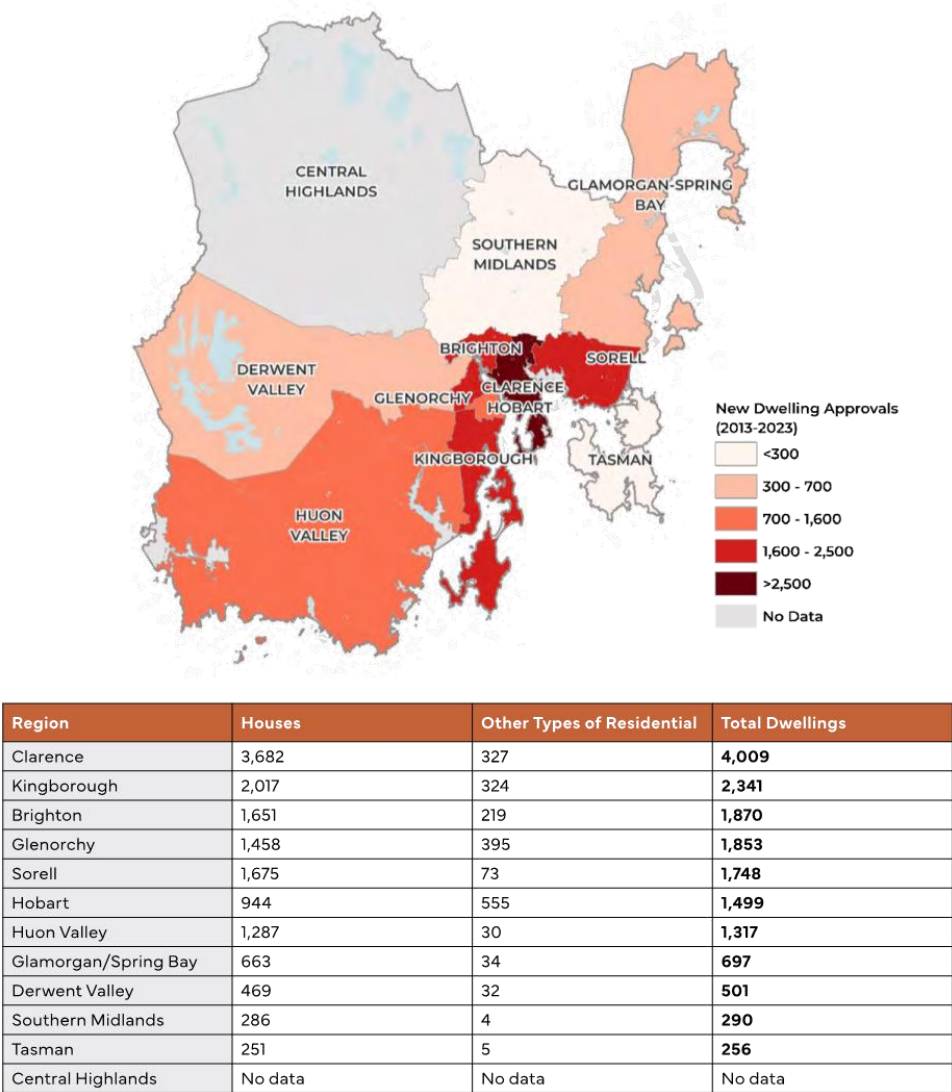 CENTRAL
HIGHLANDS
GLAMORGAN-SPRING
BAY
SOUTHERN
MIDLANDS
BRIGHTON
SORELL
DERWENT
VALLEY
CLARENCE
GLENORCHY
HOBART
KINGBOROUGH
TASMAN
HUON
VALLEY
New Dwelling Approvals
(2013-2023)
<300
300 - 700
700 - 1,600
1,600 - 2,500
>2,500
No Data
Region Houses Other Types of Residential Total Dwellings
Clarence 3,682 327 4,009
Kingborough 2,017 324 2,341
Brighton 1,651 219 1,870
Glenorchy 1,458 395 1,853
Sorell 1,675 73 1,748
Hobart 944 555 1,499
Huon Valley 1,287 30 1,317
Glamorgan/Spring Bay 663 34 697
Derwent Valley 469 32 501
Southern Midlands 286 4 290
Tasman 251 5 256
Central Highlands No data No data No data